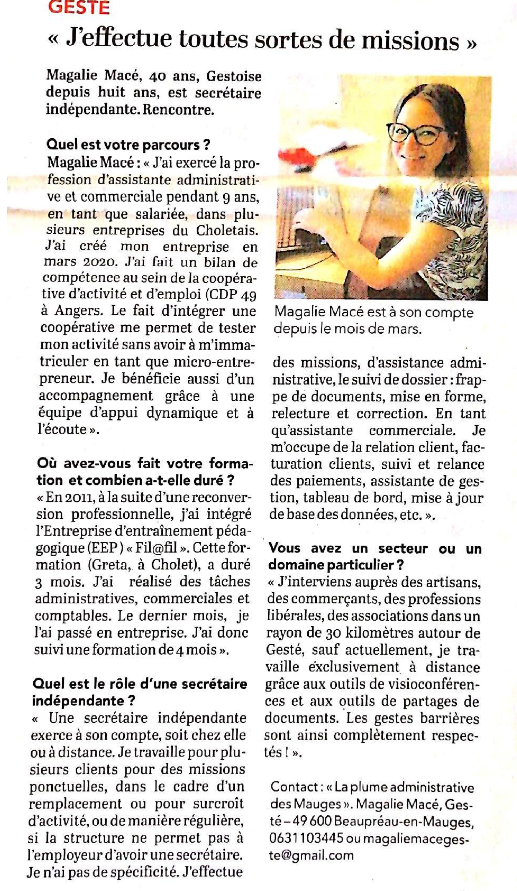 GESTÉ
« J'effectue toutes sortes de missions »
Magalie Macé, 40 ans, Gestoise
depuis huit ans, est secrétaire
indépendante. Rencontre.
Quel est votre parcours ?
Magalie Macé : « J'ai exercé la pro-
fession d'assistante administrati-
ve et commerciale pendant 9 ans,
en tant que salariée, dans plu-
sieurs entreprises du Choletais.
J'ai créé mon entreprise en
mars 2020. J'ai fait un bilan de
compétence au sein de la coopéra-
tive d'activité et d'emploi (CDP 49
à Angers. Le fait d'intégrer une
coopérative me permet de tester
mon activité sans avoir à m'imma-
triculer en tant que micro-entre-
preneur. Je bénéficie aussi d'un
accompagnement grâce à une
équipe d'appui dynamique et à
l'écoute ».
Où avez-vous fait votre forma-
tion et combien a-t-elle duré ?
« En 2011, à la suite d'une reconver-
sion professionnelle, j'ai intégré
l'Entreprise d'entraînement péda-
gogique (EEP) « Fil@fil ». Cette for-
mation (Greta, à Cholet), a duré
3 mois. J'ai réalisé des tâches
administratives, commerciales et
comptables. Le dernier mois, je
l'ai passé en entreprise. J'ai donc
suivi une formation de 4 mois ».
Quel est le rôle d'une secrétaire
indépendante ?
« Une secrétaire indépendante
exerce à son compte, soit chez elle
ou à distance. Je travaille pour plu-
sieurs clients pour des missions
ponctuelles, dans le cadre d'un
remplacement ou pour surcroît
d'activité, ou de manière régulière,
si la structure ne permet pas à
l'employeur d'avoir une secrétaire.
Je n'ai pas de spécificité. J'effectue
Magalie Macé est à son compte
depuis le mois de mars.
des missions, d'assistance admi-
nistrative, le suivi de dossier : frap-
pe de documents, mise en forme,
relecture et correction. En tant
qu'assistante commerciale. Je
m'occupe de la relation client, fac-
turation clients, suivi et relance
des paiements, assistante de ges-
tion, tableau de bord, mise à jour
de base des données, etc. ».
Vous avez un secteur ou un
domaine particulier ?
« J'interviens auprès des artisans,
des commerçants, des professions
libérales, des associations dans un
rayon de 30 kilomètres autour de
Gesté, sauf actuellement, je tra-
vaille exclusivement à distance
grâce aux outils de visioconféren-
ces et aux outils de partages de
documents. Les gestes barrières
sont ainsi complètement respec-
tés ! ».
Contact : « La plume administrative
des Mauges ». Magalie Macé, Ges-
té – 49 600 Beaupréau-en-Mauges,
0631103445 ou magaliemaceges-
te@gmail.com